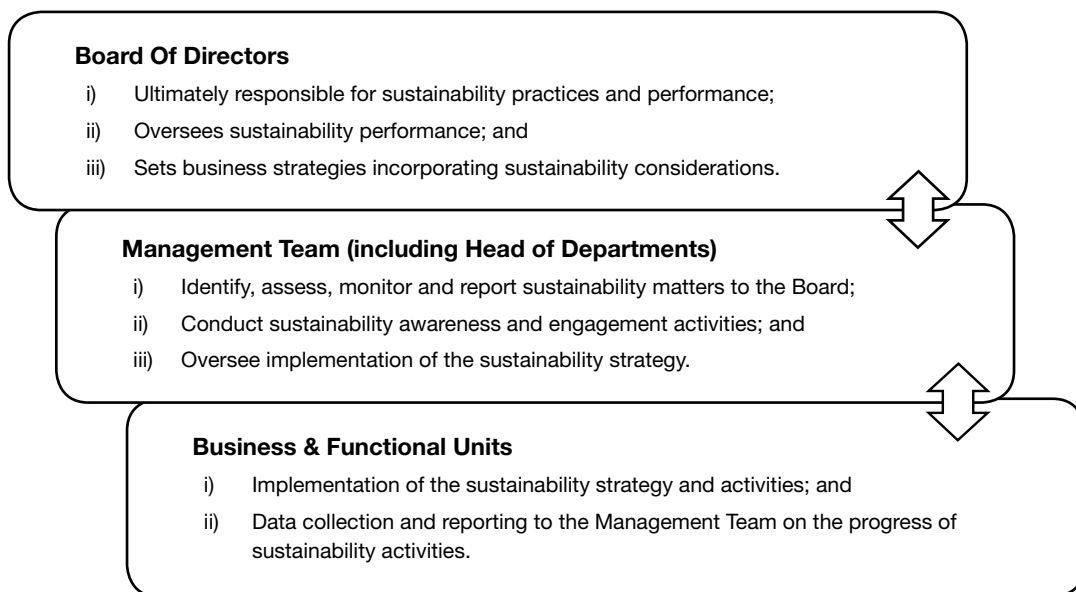 Board Of Directors
i) Ultimately responsible for sustainability practices and performance;
ii) Oversees sustainability performance; and
iii) Sets business strategies incorporating sustainability considerations.
Management Team (including Head of Departments)
i) Identify, assess, monitor and report sustainability matters to the Board;
ii) Conduct sustainability awareness and engagement activities; and
iii) Oversee implementation of the sustainability strategy.
Business & Functional Units
i) Implementation of the sustainability strategy and activities; and
ii) Data collection and reporting to the Management Team on the progress of
sustainability activities.